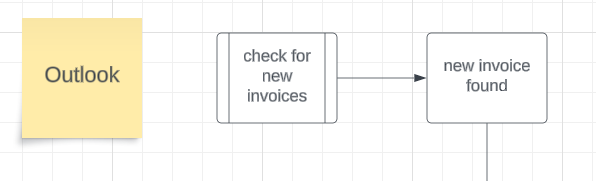 Outlook
check for
new
invoices
new invoice
found